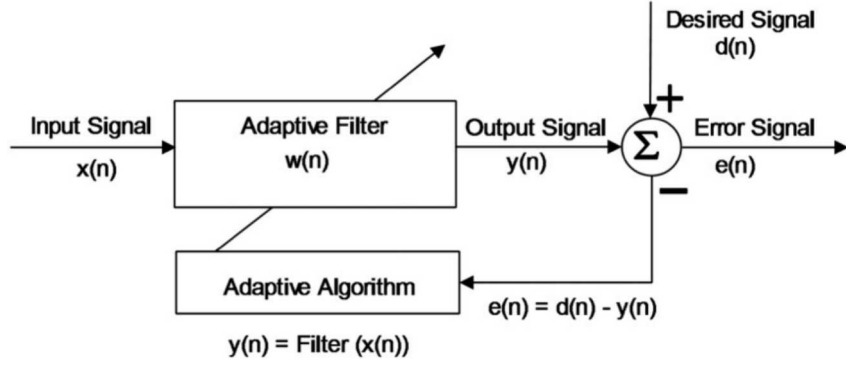 Desired Signal
d(n)
+
Input Signal
x(n)
Adaptive Filter
w(n)
Output Signal
y(n)
Σ
Error Signal
e(n)
−
Adaptive Algorithm
e(n) = d(n) - y(n)
y(n) = Filter (x(n))